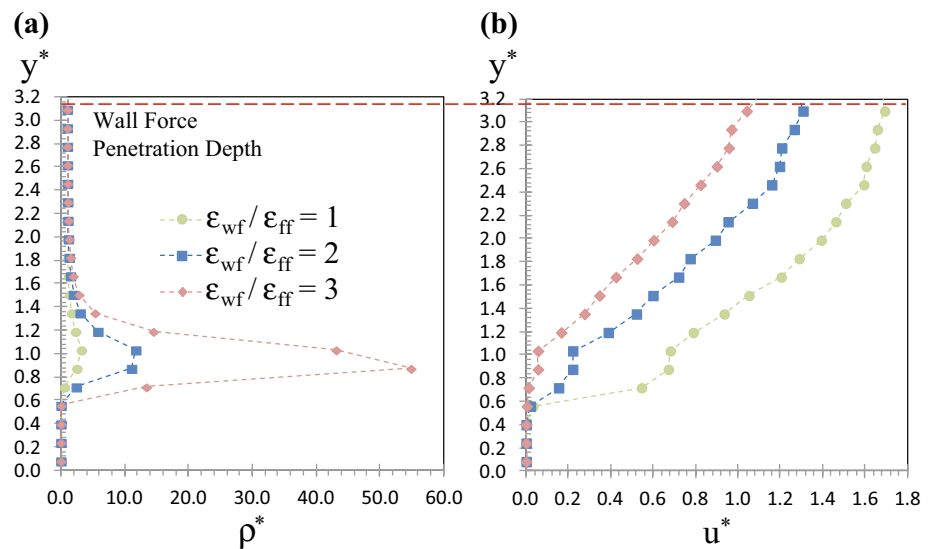 (a)
(b)
y*
y*
3.2
3.0
2.8
2.6
2.4
2.2
2.0
1.8
1.6
1.4
1.2
1.0
0.8
0.6
0.4
0.2
0.0
Wall Force
Penetration Depth
ε_wf / ε_ff = 1
ε_wf / ε_ff = 2
ε_wf / ε_ff = 3
0.0 10.0 20.0 30.0 40.0 50.0 60.0
ρ*
3.2
3.0
2.8
2.6
2.4
2.2
2.0
1.8
1.6
1.4
1.2
1.0
0.8
0.6
0.4
0.2
0.0
0.0 0.2 0.4 0.6 0.8 1.0 1.2 1.4 1.6 1.8
u*